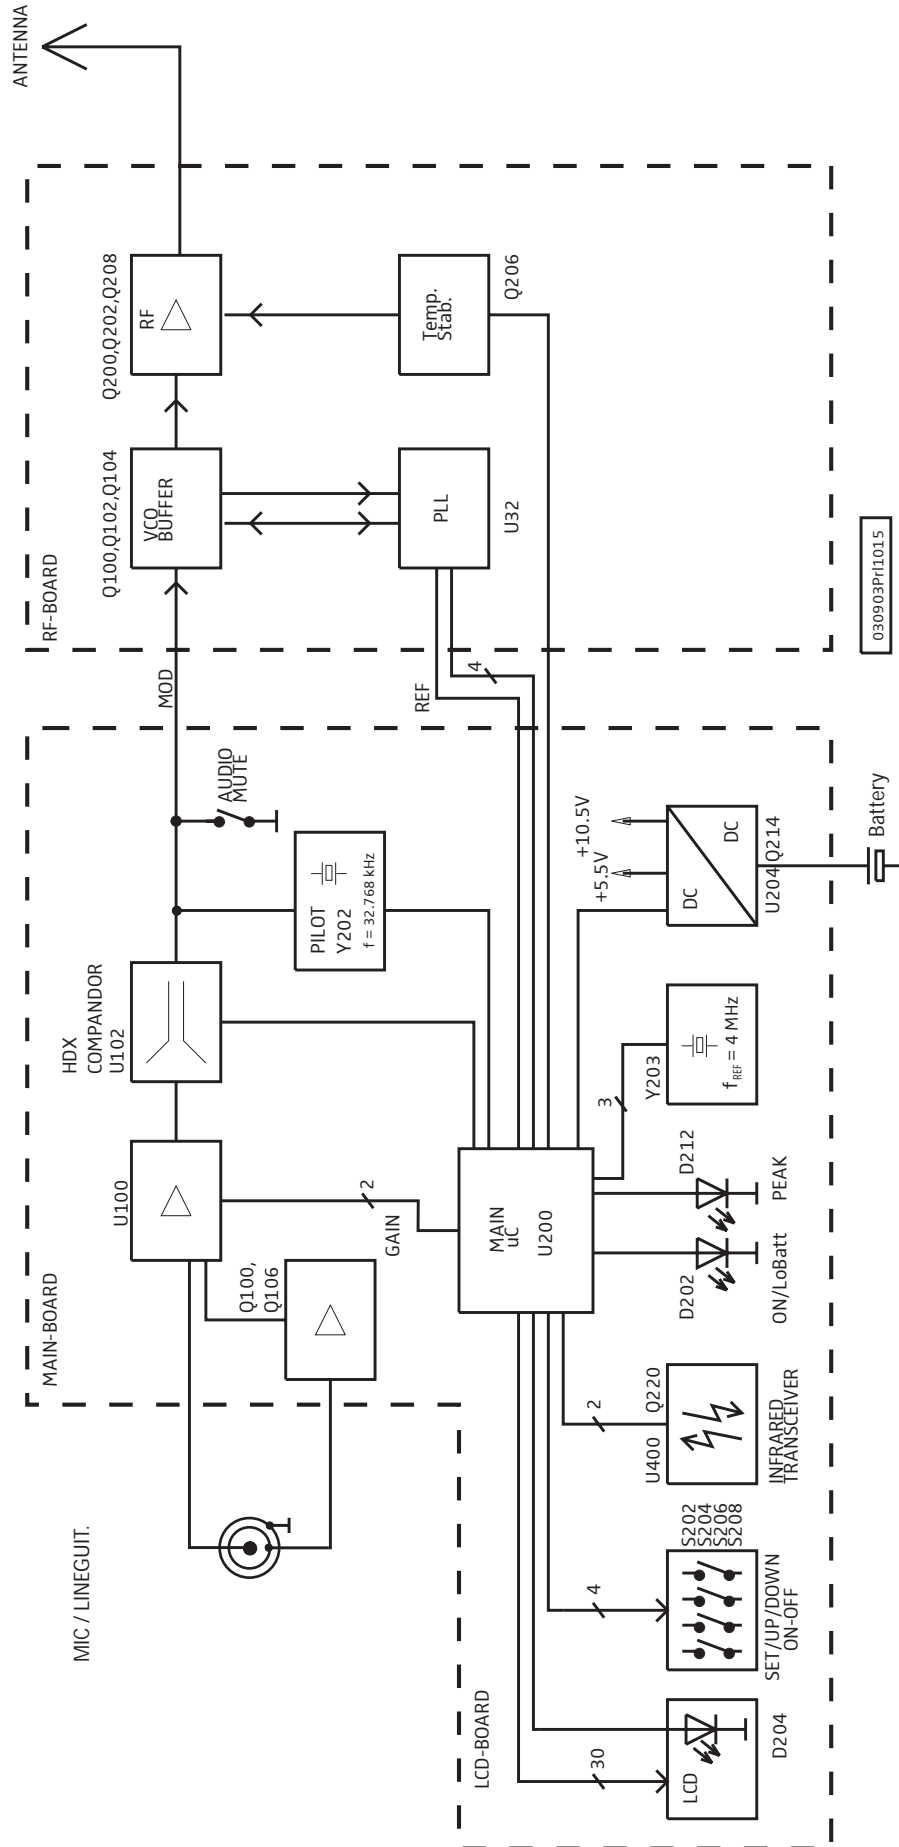 MIC / LINEGUIT.
MAIN-BOARD
Q100,
Q106
U100
GAIN
2
HDX
COMPANDOR
U102
PILOT
Y202
f = 32.768 kHz
AUDIO
MUTE
MOD
REF
4
RF-BOARD
Q100,Q102,Q104
VCO
BUFFER
Q200,Q202,Q208
RF
ANTENNA
PLL
U32
Temp.
Stab.
Q206
MAIN
uC
U200
LCD-BOARD
30
LCD
D204
4
S202
S204
S206
S208
SET/UP/DOWN
ON-OFF
2
U400
Q220
INFRARED
TRANSCEIVER
D202
ON/LoBatt
D212
PEAK
3
Y203
fREF = 4 MHz
+5.5V
+10.5V
DC
DC
U204 Q214
Battery
030903Prl1015